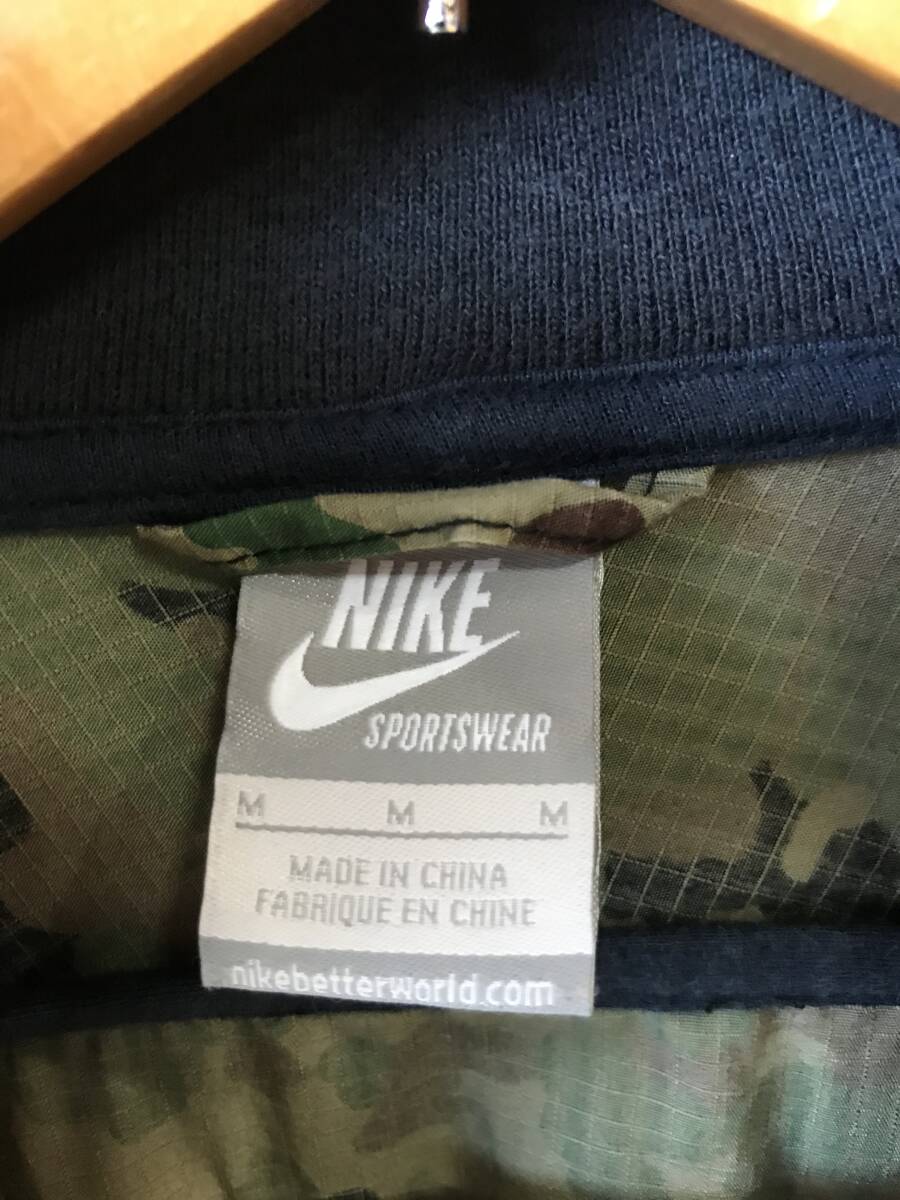 NIKE
SPORTSWEAR
M M M
MADE IN CHINA
FABRIQUE EN CHINE
nikebetterworld.com